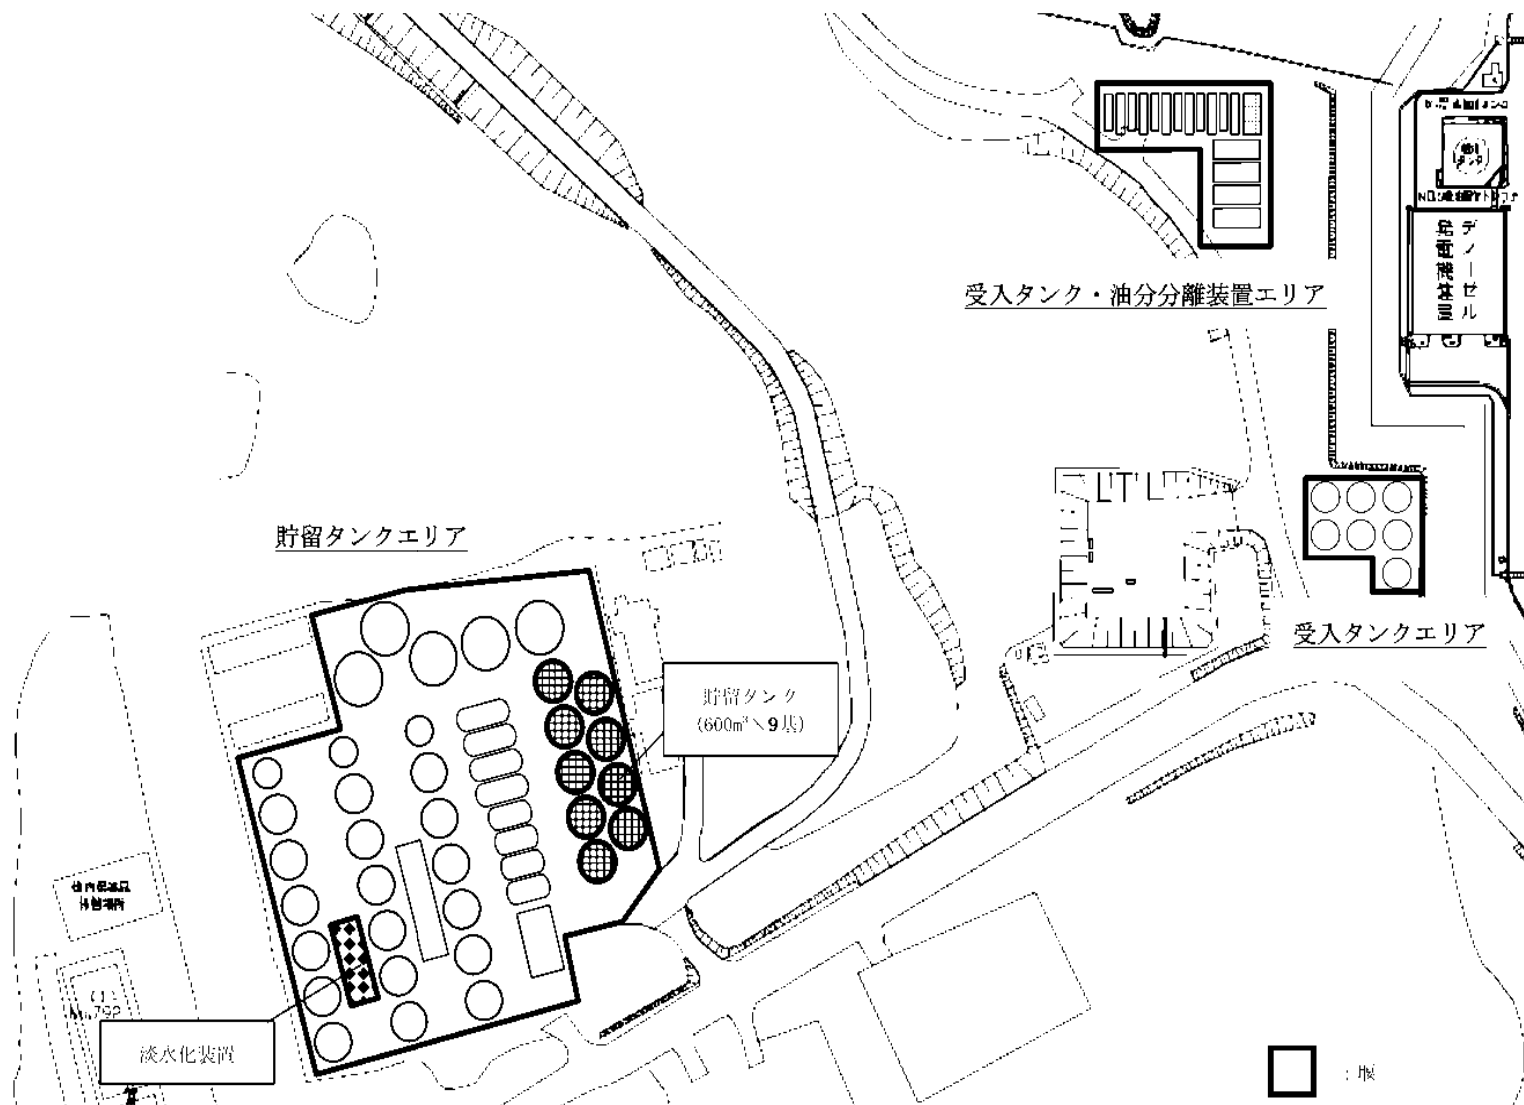 受入タンク・油分分離装置エリア
ディーゼル
発電機建屋
貯留タンクエリア
受入タンクエリア
貯留タンク
(600m³×9基)
淡水化装置
:堰